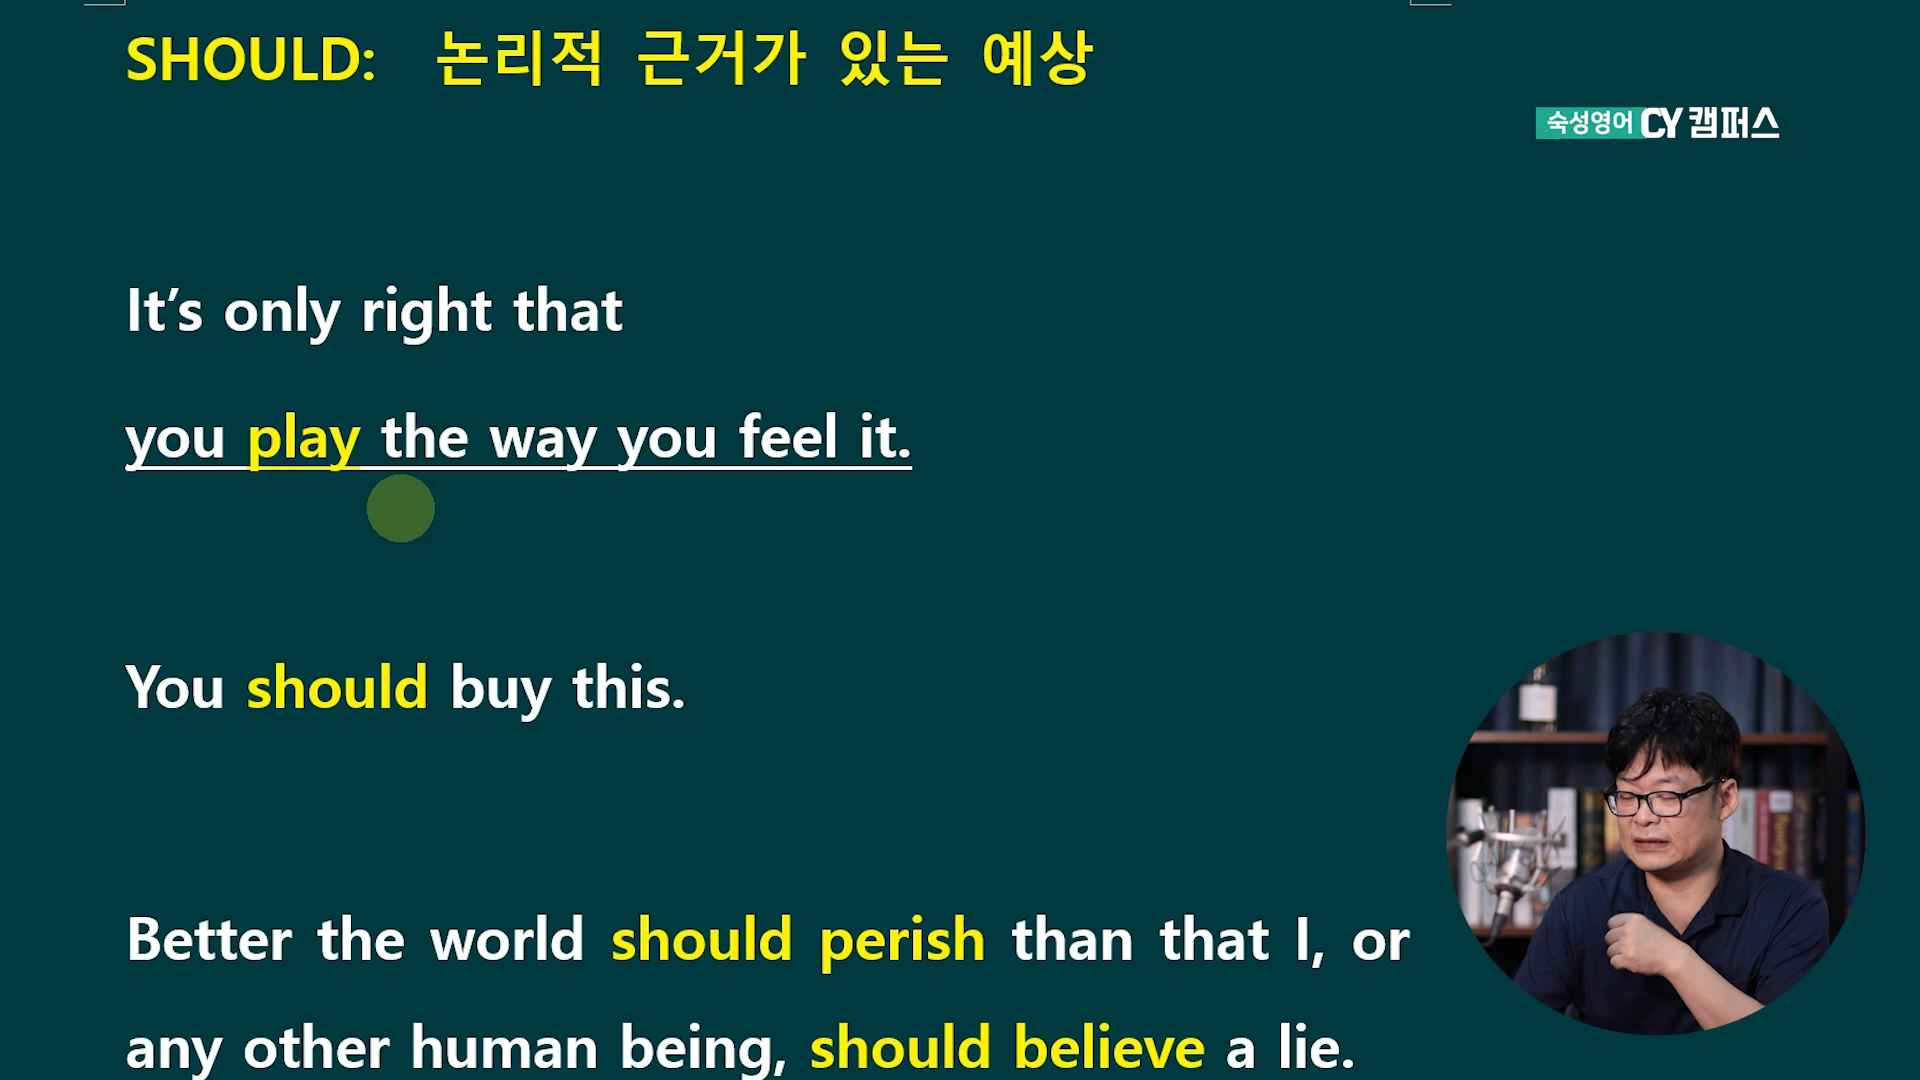 SHOULD: 논리적 근거가 있는 예상
숙성영어 CY 캠퍼스
It’s only right that
you play the way you feel it.
You should buy this.
Better the world should perish than that I, or
any other human being, should believe a lie.